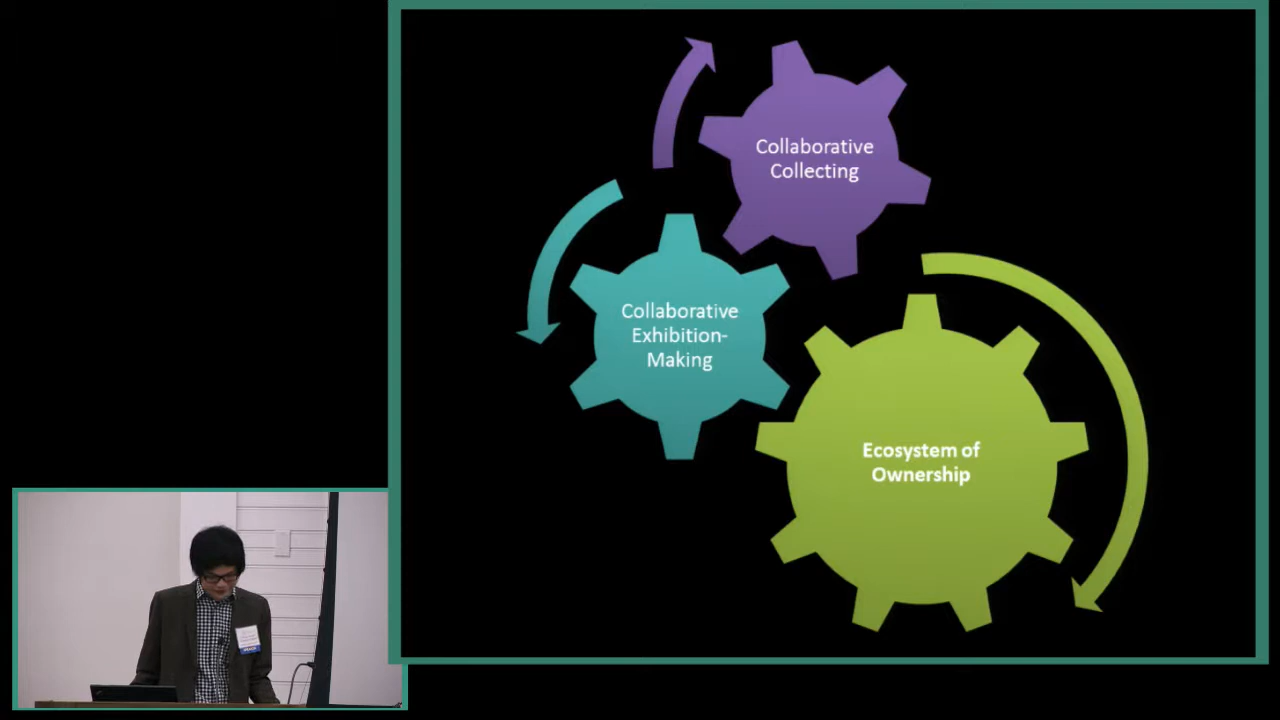 Collaborative
Collecting
Collaborative
Exhibition-
Making
Ecosystem of
Ownership